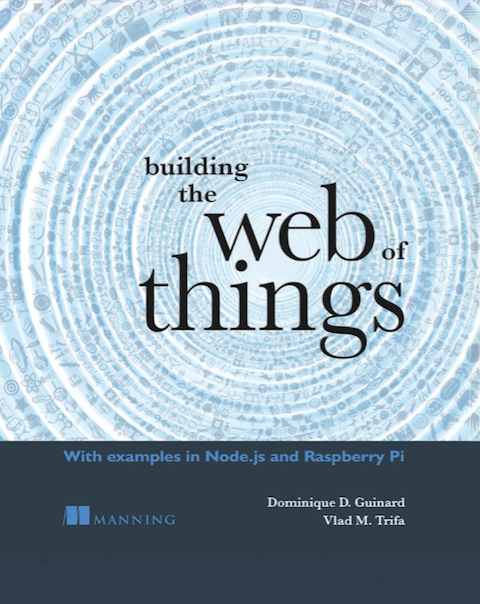 building
the
web of
things
With examples in Node.js and Raspberry Pi
Dominique D. Guinard
MANNING
Vlad M. Trifa